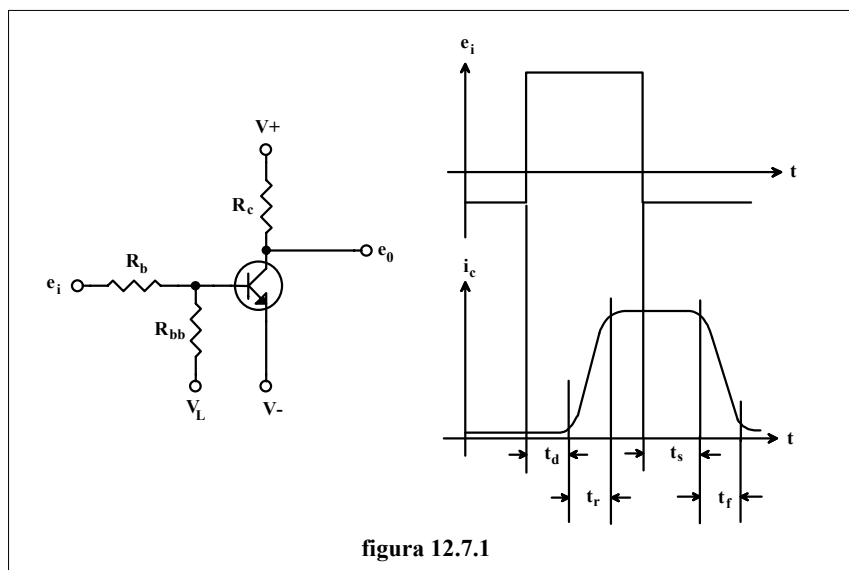 V+
R_c
e_0
R_b
e_i
R_bb
V_L
V-
e_i
t
i_c
t
t_d
t_s
t_r
t_f
figura 12.7.1